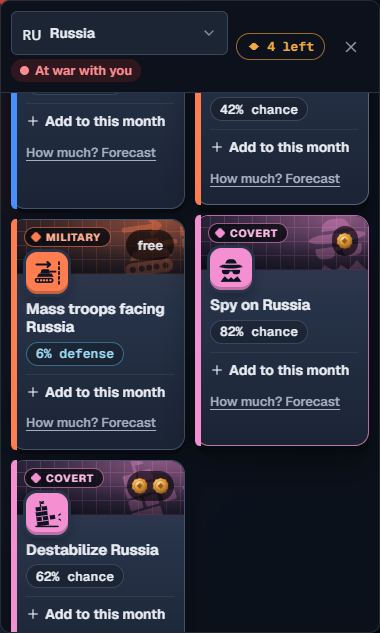 RU Russia
4 left
At war with you
+ Add to this month
How much? Forecast
42% chance
+ Add to this month
How much? Forecast
MILITARY
free
Mass troops facing
Russia
6% defense
+ Add to this month
How much? Forecast
COVERT
Spy on Russia
82% chance
+ Add to this month
How much? Forecast
COVERT
Destabilize Russia
62% chance
+ Add to this month